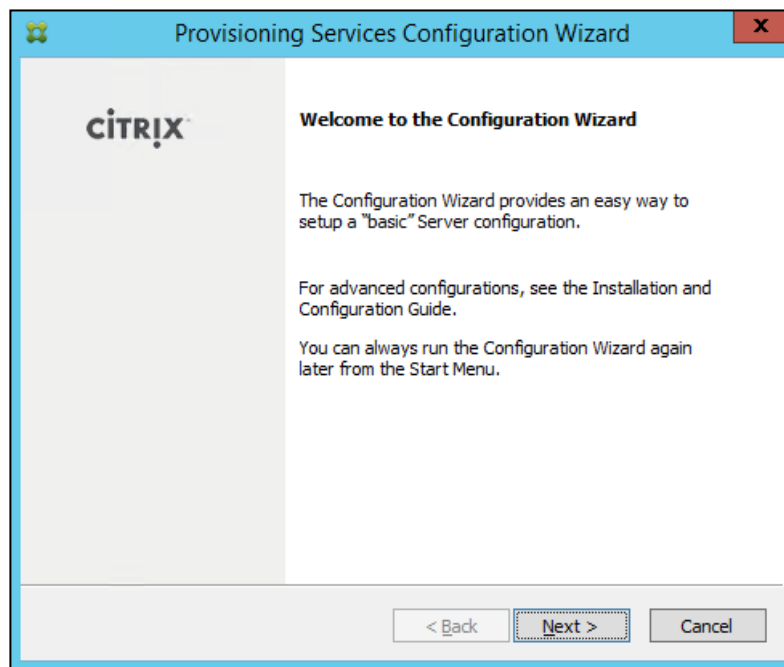 Provisioning Services Configuration Wizard
x
CİTRIX
Welcome to the Configuration Wizard
The Configuration Wizard provides an easy way to
setup a "basic" Server configuration.
For advanced configurations, see the Installation and
Configuration Guide.
You can always run the Configuration Wizard again
later from the Start Menu.
< Back
Next >
Cancel